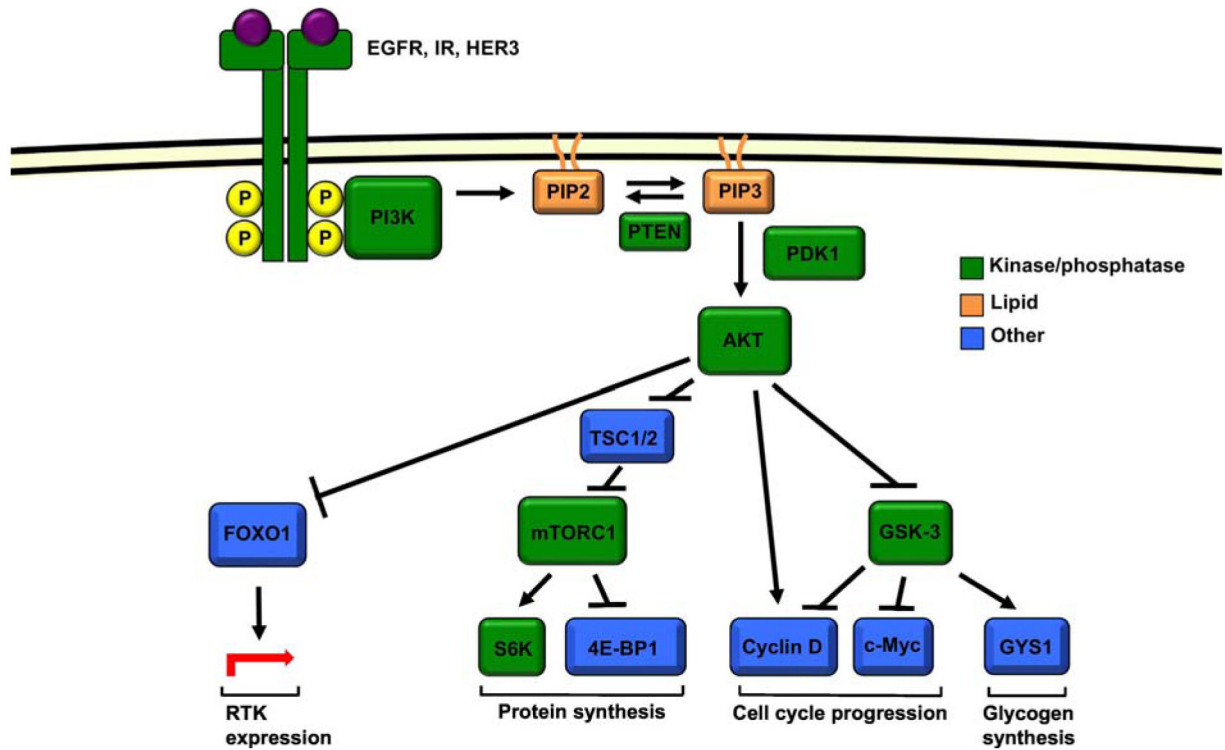 EGFR, IR, HER3
P
P
P
P
PI3K
PIP2
PIP3
PTEN
PDK1
Kinase/phosphatase
Lipid
Other
AKT
TSC1/2
FOXO1
mTORC1
GSK-3
S6K
4E-BP1
Cyclin D
c-Myc
GYS1
RTK
expression
Protein synthesis
Cell cycle progression
Glycogen
synthesis